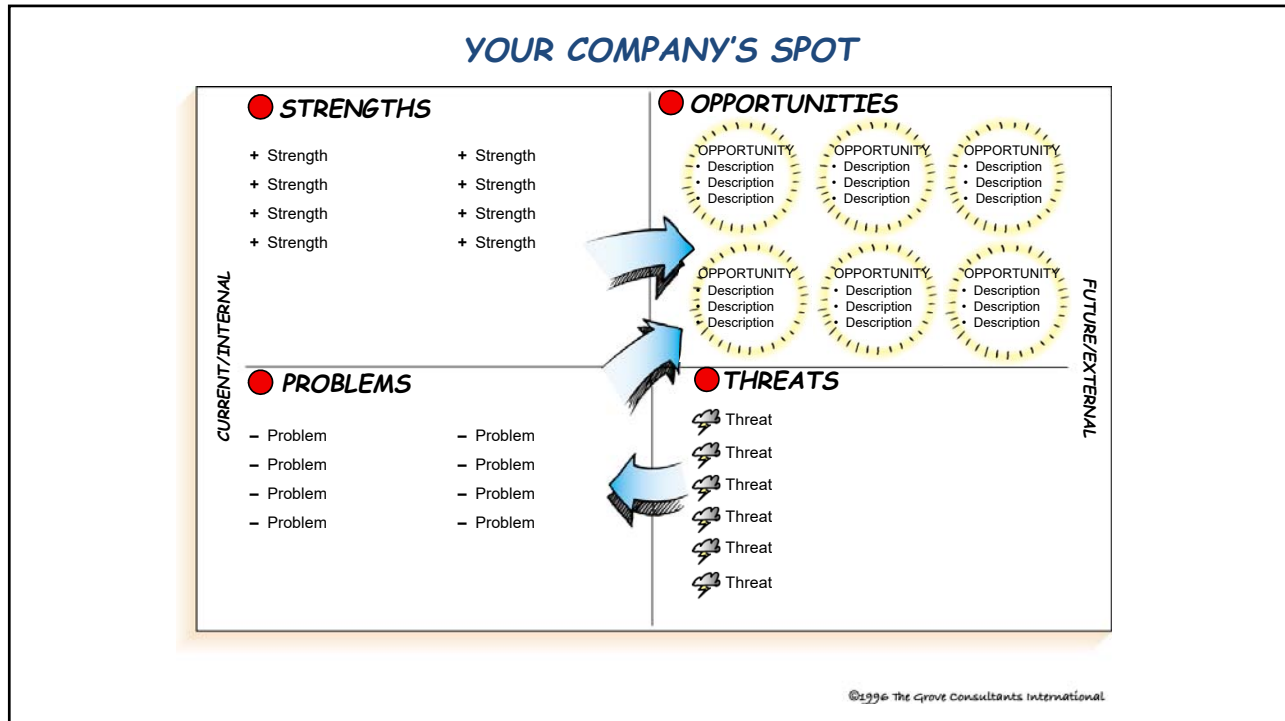 YOUR COMPANY'S SPOT
STRENGTHS
+ Strength
+ Strength
+ Strength
+ Strength
+ Strength
+ Strength
+ Strength
+ Strength
OPPORTUNITIES
OPPORTUNITY
• Description
• Description
• Description
OPPORTUNITY
• Description
• Description
• Description
OPPORTUNITY
• Description
• Description
• Description
OPPORTUNITY
• Description
• Description
• Description
OPPORTUNITY
• Description
• Description
• Description
OPPORTUNITY
• Description
• Description
• Description
CURRENT/INTERNAL
FUTURE/EXTERNAL
PROBLEMS
– Problem
– Problem
– Problem
– Problem
– Problem
– Problem
– Problem
– Problem
THREATS
Threat
Threat
Threat
Threat
Threat
Threat
©1996 The Grove Consultants International